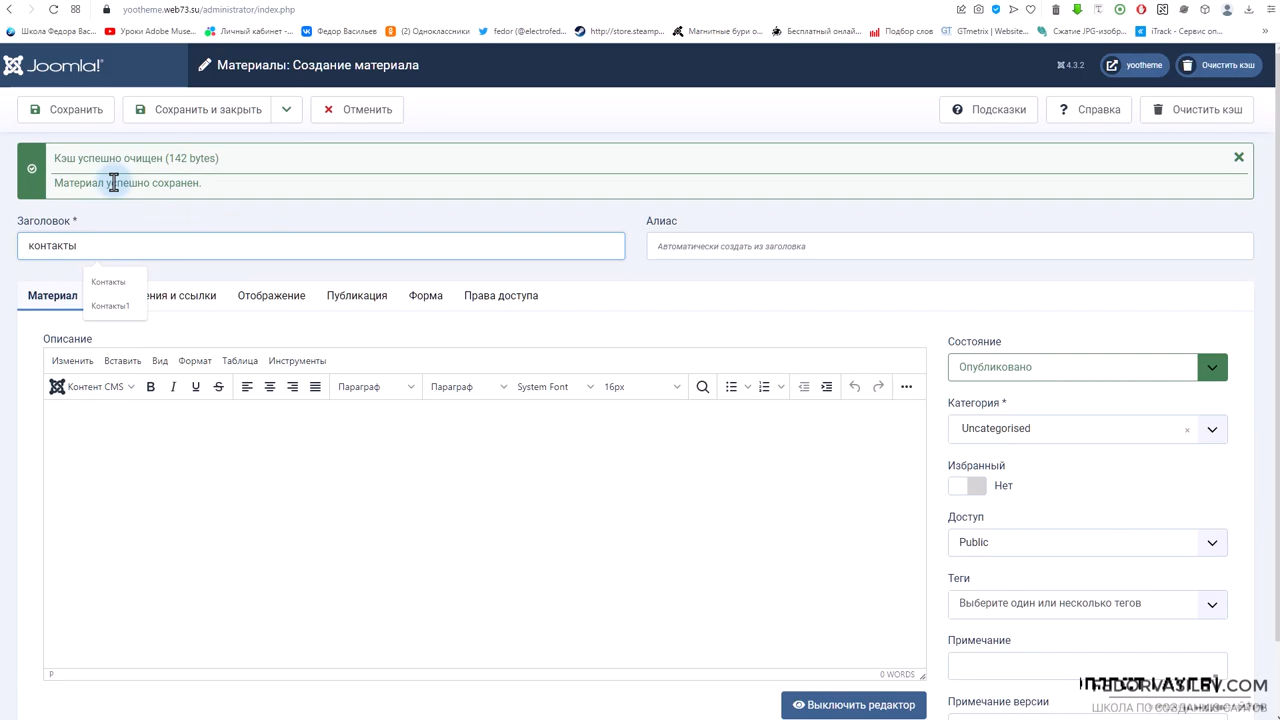 yootheme.web73.su/administrator/index.php
Школа Федора Вас...
Уроки Adobe Muse...
Личный кабинет -...
Федор Васильев
(2) Одноклассники
fedor (@electrofed...
http://store.steamp...
Магнитные бури о...
Бесплатный онлай...
Подбор слов
GTmetrix | Website...
Сжатие JPG-изобр...
iTrack - Сервис оп...
Joomla!
Материалы: Создание материала
4.3.2
yootheme
Очистить кэш
Сохранить
Сохранить и закрыть
Отменить
Подсказки
Справка
Очистить кэш
Кэш успешно очищен (142 bytes)
Материал успешно сохранен.
Заголовок *
Алиас
контакты
Автоматически создать из заголовка
Контакты
Контакты1
Материал
ения и ссылки
Отображение
Публикация
Форма
Права доступа
Описание
Изменить
Вставить
Вид
Формат
Таблица
Инструменты
Контент CMS
Параграф
Параграф
System Font
16px
P
0 WORDS
Выключить редактор
Состояние
Опубликовано
Категория *
Uncategorised
Избранный
Нет
Доступ
Public
Теги
Выберите один или несколько тегов
Примечание
Примечание версии
FEDORVASILEV.COM
ШКОЛА ПО СОЗДАНИЮ САЙТОВ